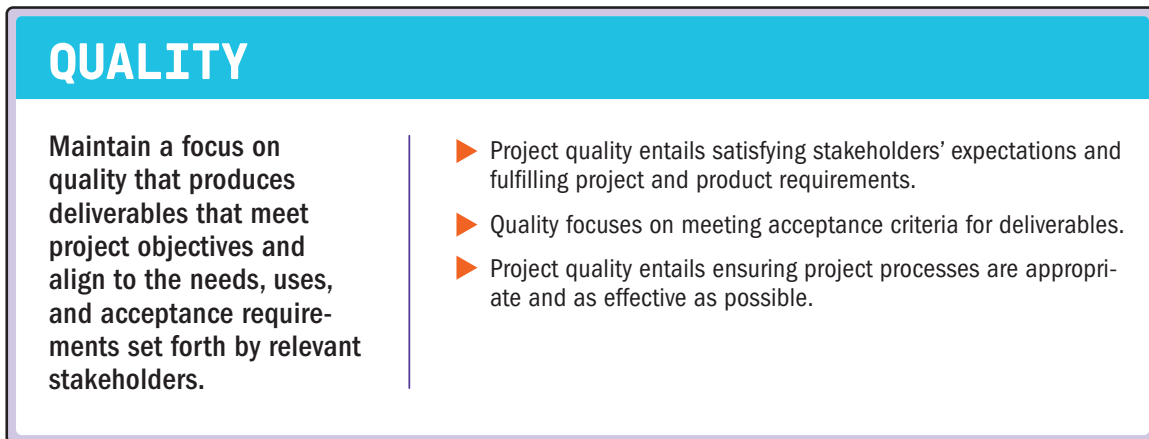 QUALITY
Maintain a focus on
quality that produces
deliverables that meet
project objectives and
align to the needs, uses,
and acceptance require-
ments set forth by relevant
stakeholders.
Project quality entails satisfying stakeholders’ expectations and
fulfilling project and product requirements.
Quality focuses on meeting acceptance criteria for deliverables.
Project quality entails ensuring project processes are appropri-
ate and as effective as possible.